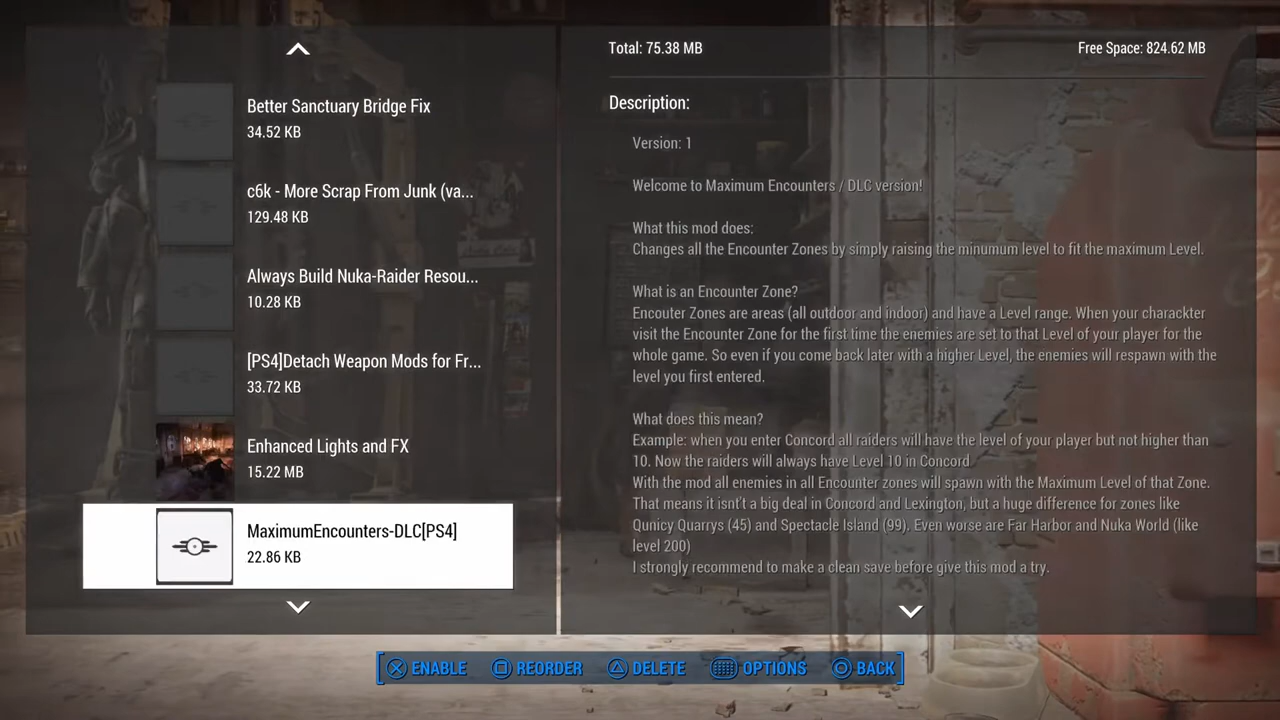 Better Sanctuary Bridge Fix
34.52 KB
c6k - More Scrap From Junk (va...
129.48 KB
Always Build Nuka-Raider Resou...
10.28 KB
[PS4]Detach Weapon Mods for Fr...
33.72 KB
Enhanced Lights and FX
15.22 MB
MaximumEncounters-DLC[PS4]
22.86 KB
Total: 75.38 MB
Free Space: 824.62 MB
Description:
Version: 1
Welcome to Maximum Encounters / DLC version!
What this mod does:
Changes all the Encounter Zones by simply raising the minumum level to fit the maximum Level.
What is an Encounter Zone?
Encouter Zones are areas (all outdoor and indoor) and have a Level range. When your charackter
visit the Encounter Zone for the first time the enemies are set to that Level of your player for the
whole game. So even if you come back later with a higher Level, the enemies will respawn with the
level you first entered.
What does this mean?
Example: when you enter Concord all raiders will have the level of your player but not higher than
10. Now the raiders will always have Level 10 in Concord
With the mod all enemies in all Encounter zones will spawn with the Maximum Level of that Zone.
That means it isn't a big deal in Concord and Lexington, but a huge difference for zones like
Qunicy Quarrys (45) and Spectacle Island (99). Even worse are Far Harbor and Nuka World (like
level 200)
I strongly recommend to make a clean save before give this mod a try.
ENABLE REORDER DELETE OPTIONS BACK